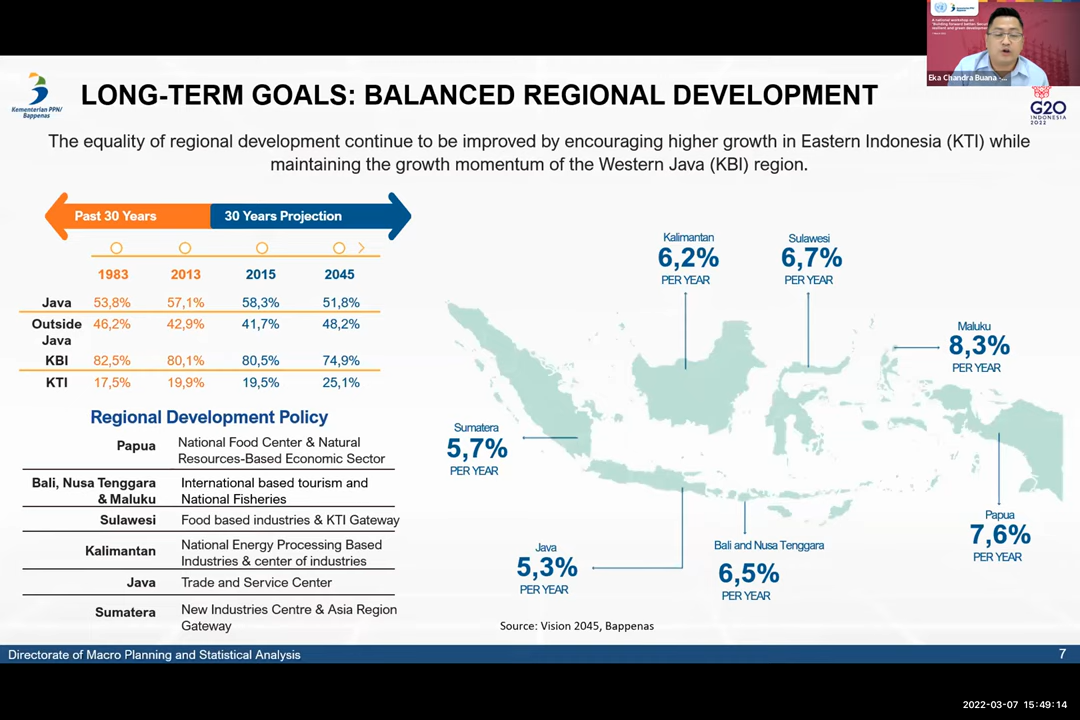 Kementerian PPN/
Bappenas
LONG-TERM GOALS: BALANCED REGIONAL DEVELOPMENT
Eka Chandra Buana -...
G20
INDONESIA
2022
The equality of regional development continue to be improved by encouraging higher growth in Eastern Indonesia (KTI) while
maintaining the growth momentum of the Western Java (KBI) region.
Past 30 Years 30 Years Projection
1983 2013 2015 2045
Java 53,8% 57,1% 58,3% 51,8%
Outside 46,2% 42,9% 41,7% 48,2%
Java
KBI 82,5% 80,1% 80,5% 74,9%
KTI 17,5% 19,9% 19,5% 25,1%
Regional Development Policy
Papua National Food Center & Natural
Resources-Based Economic Sector
Bali, Nusa Tenggara International based tourism and
& Maluku National Fisheries
Sulawesi Food based industries & KTI Gateway
Kalimantan National Energy Processing Based
Industries & center of industries
Java Trade and Service Center
Sumatera New Industries Centre & Asia Region
Gateway
Kalimantan
6,2%
PER YEAR
Sulawesi
6,7%
PER YEAR
Maluku
8,3%
PER YEAR
Sumatera
5,7%
PER YEAR
Papua
7,6%
PER YEAR
Java
5,3%
PER YEAR
Bali and Nusa Tenggara
6,5%
PER YEAR
Source: Vision 2045, Bappenas
Directorate of Macro Planning and Statistical Analysis 7
2022-03-07 15:49:14